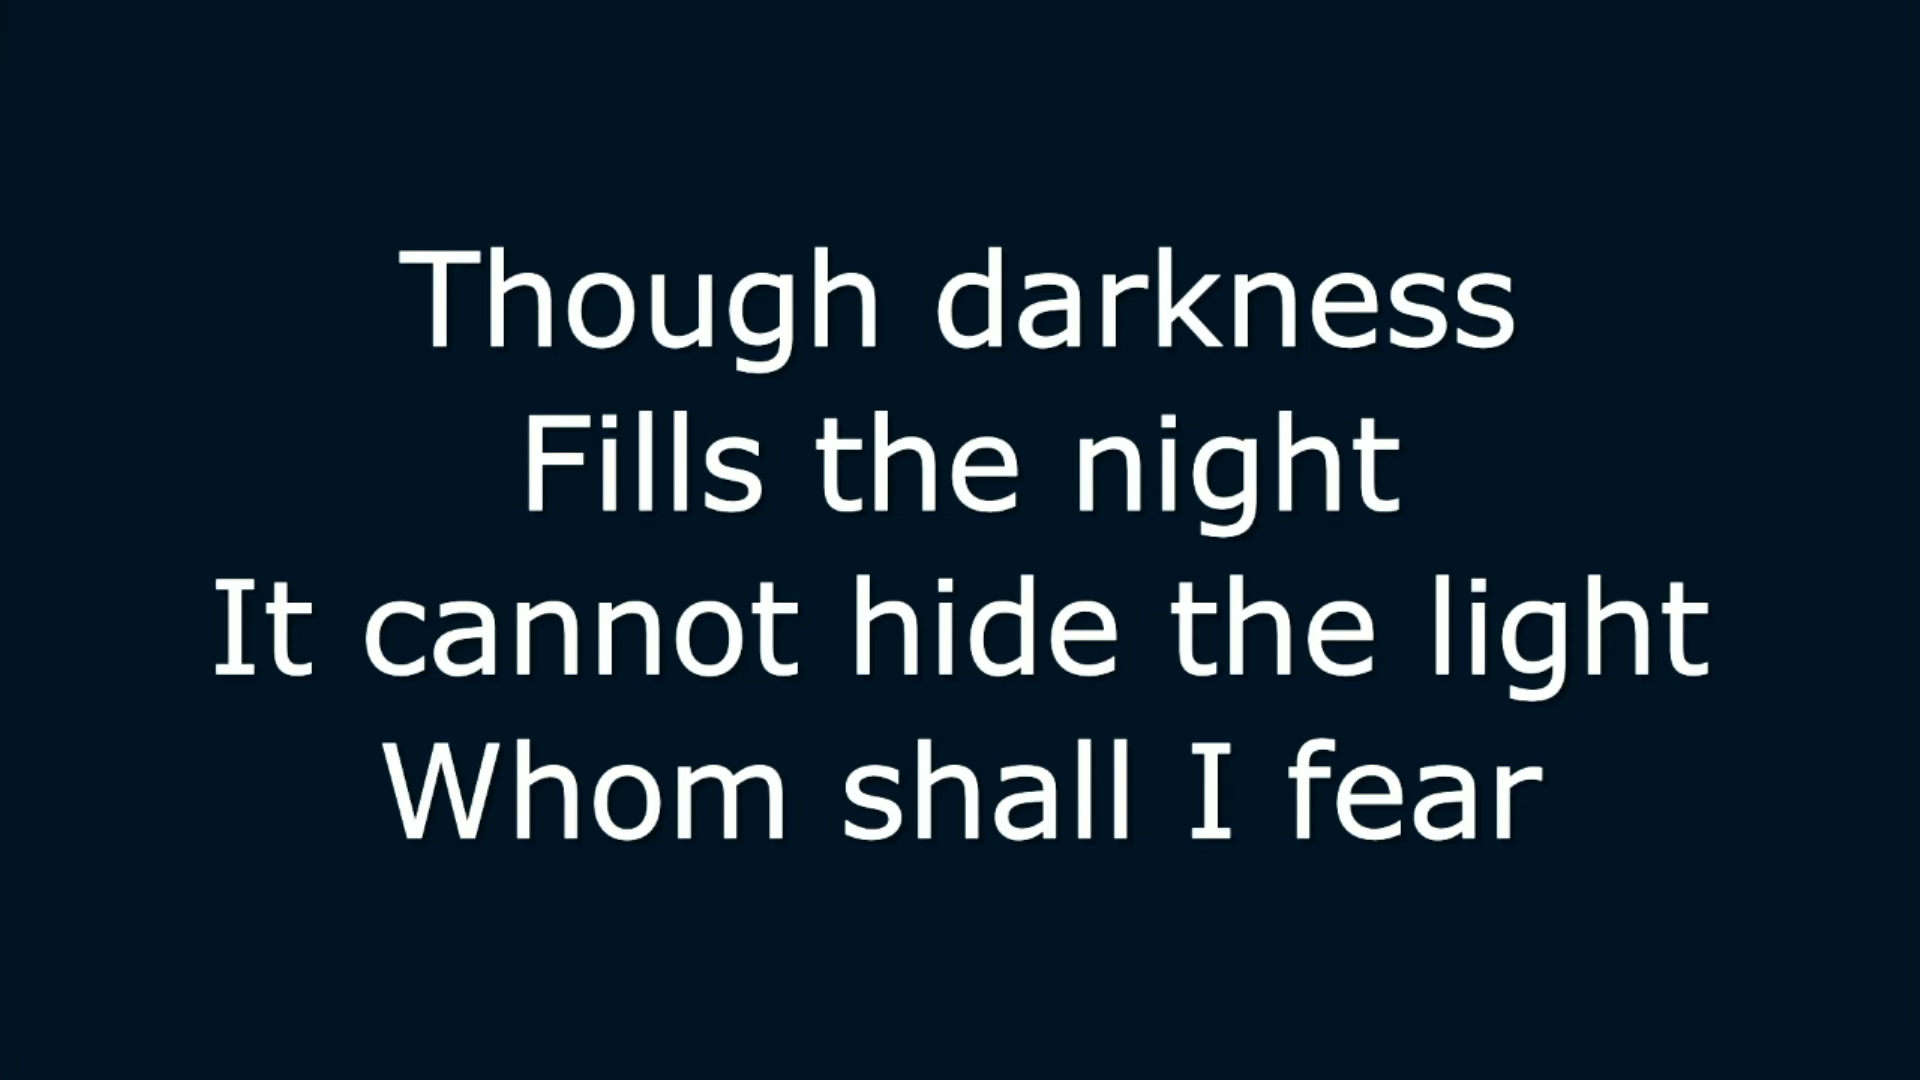 Though darkness
Fills the night
It cannot hide the light
Whom shall I fear